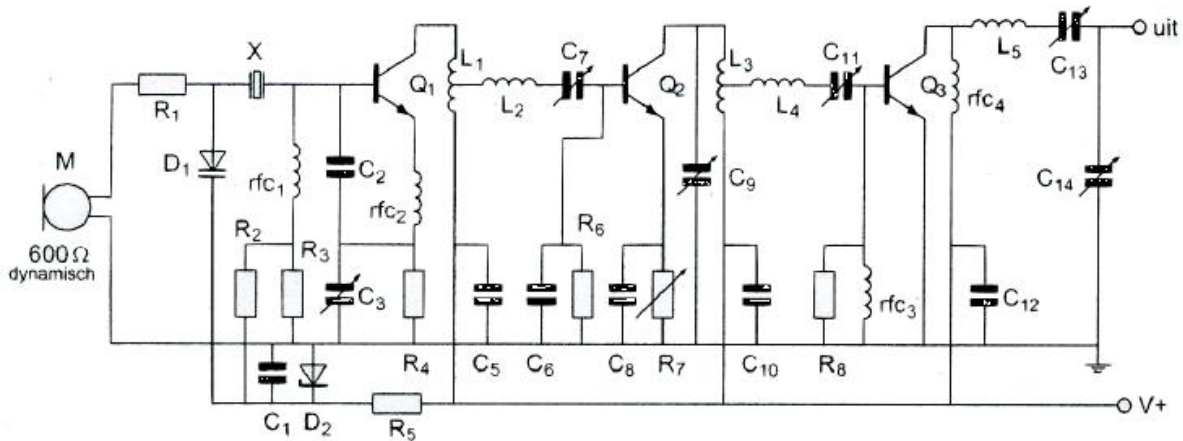 X
L₁
C₇
L₃
C₁₁
L₅
C₁₃
uit
R₁
Q₁
L₂
Q₂
L₄
Q₃
rfc₄
M
D₁
rfc₁
C₂
rfc₂
C₉
C₁₄
600Ω
dynamisch
R₂
R₃
C₃
R₆
rfc₃
C₁₂
R₄
C₅
C₆
C₈
R₇
C₁₀
R₈
C₁
D₂
R₅
V+